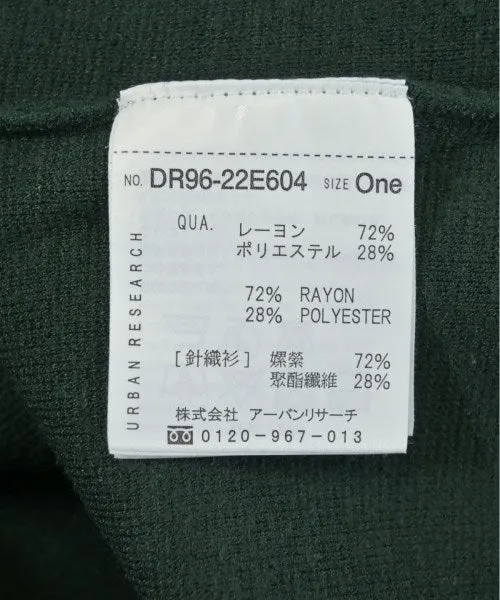 NO. DR96-22E604 SIZE One
QUA. レーヨン 72%
ポリエステル 28%
72% RAYON
28% POLYESTER
[針織衫] 嫘縈 72%
聚酯纖維 28%
株式会社 アーバンリサーチ
0120-967-013
URBAN RESEARCH